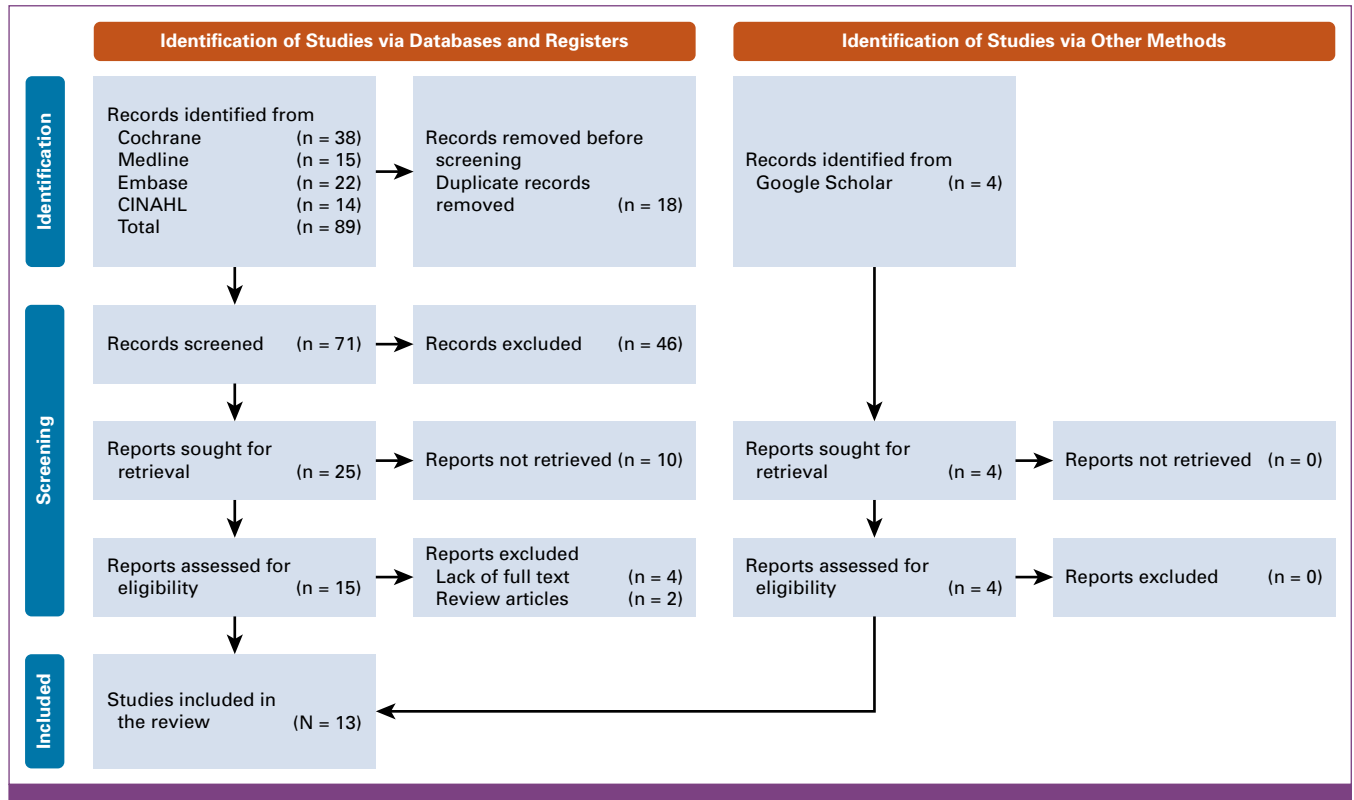 Identification of Studies via Databases and Registers
Identification of Studies via Other Methods
Identification
Records identified from
Cochrane (n = 38)
Medline (n = 15)
Embase (n = 22)
CINAHL (n = 14)
Total (n = 89)
Records removed before
screening
Duplicate records
removed (n = 18)
Records identified from
Google Scholar (n = 4)
Screening
Records screened (n = 71)
Records excluded (n = 46)
Reports sought for
retrieval (n = 25)
Reports not retrieved (n = 10)
Reports sought for
retrieval (n = 4)
Reports not retrieved (n = 0)
Reports assessed for
eligibility (n = 15)
Reports excluded
Lack of full text (n = 4)
Review articles (n = 2)
Reports assessed for
eligibility (n = 4)
Reports excluded (n = 0)
Included
Studies included in
the review (N = 13)